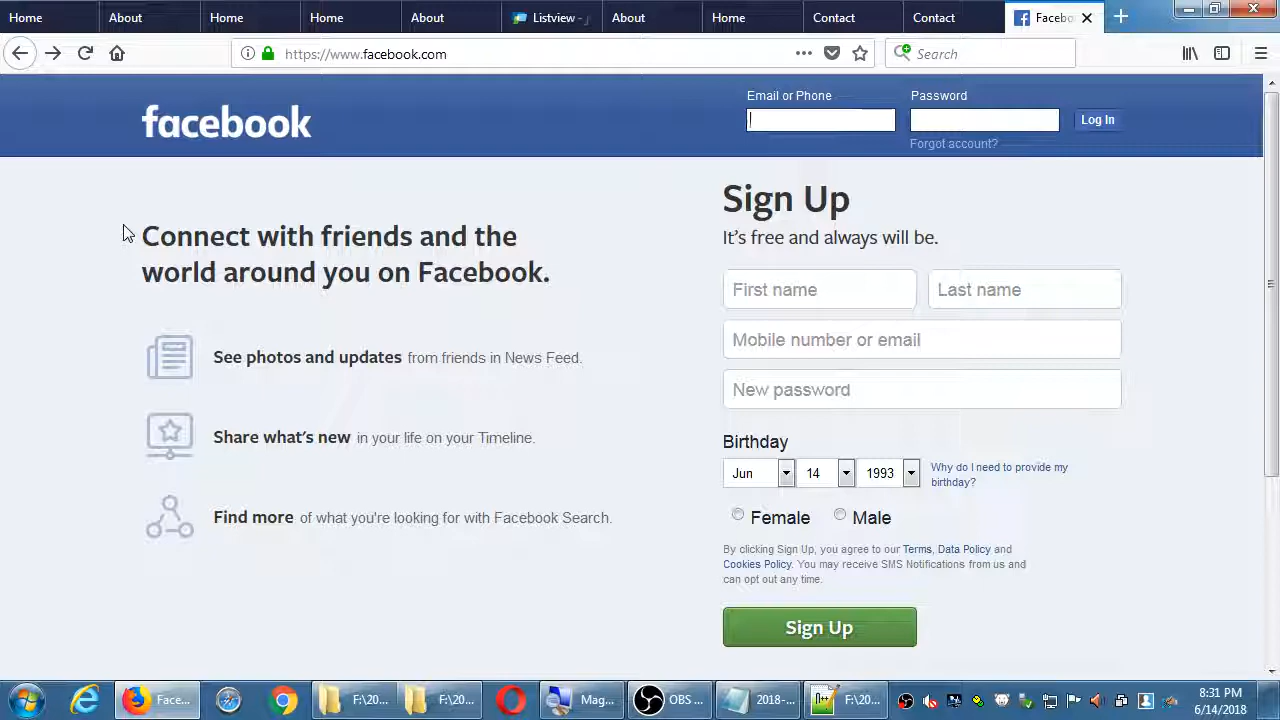 Home
About
Home
Home
About
Listview -
About
Home
Contact
Contact
Facebo
https://www.facebook.com
Search
facebook
Email or Phone
Password
Log In
Forgot account?
Connect with friends and the
world around you on Facebook.
See photos and updates from friends in News Feed.
Share what's new in your life on your Timeline.
Find more of what you're looking for with Facebook Search.
Sign Up
It's free and always will be.
First name
Last name
Mobile number or email
New password
Birthday
Jun
14
1993
Why do I need to provide my
birthday?
Female
Male
By clicking Sign Up, you agree to our Terms, Data Policy and
Cookies Policy. You may receive SMS Notifications from us and
can opt out any time.
Sign Up
Face...
F:\20...
F:\20...
Mag...
OBS ...
2018-...
F:\20...
8:31 PM
6/14/2018